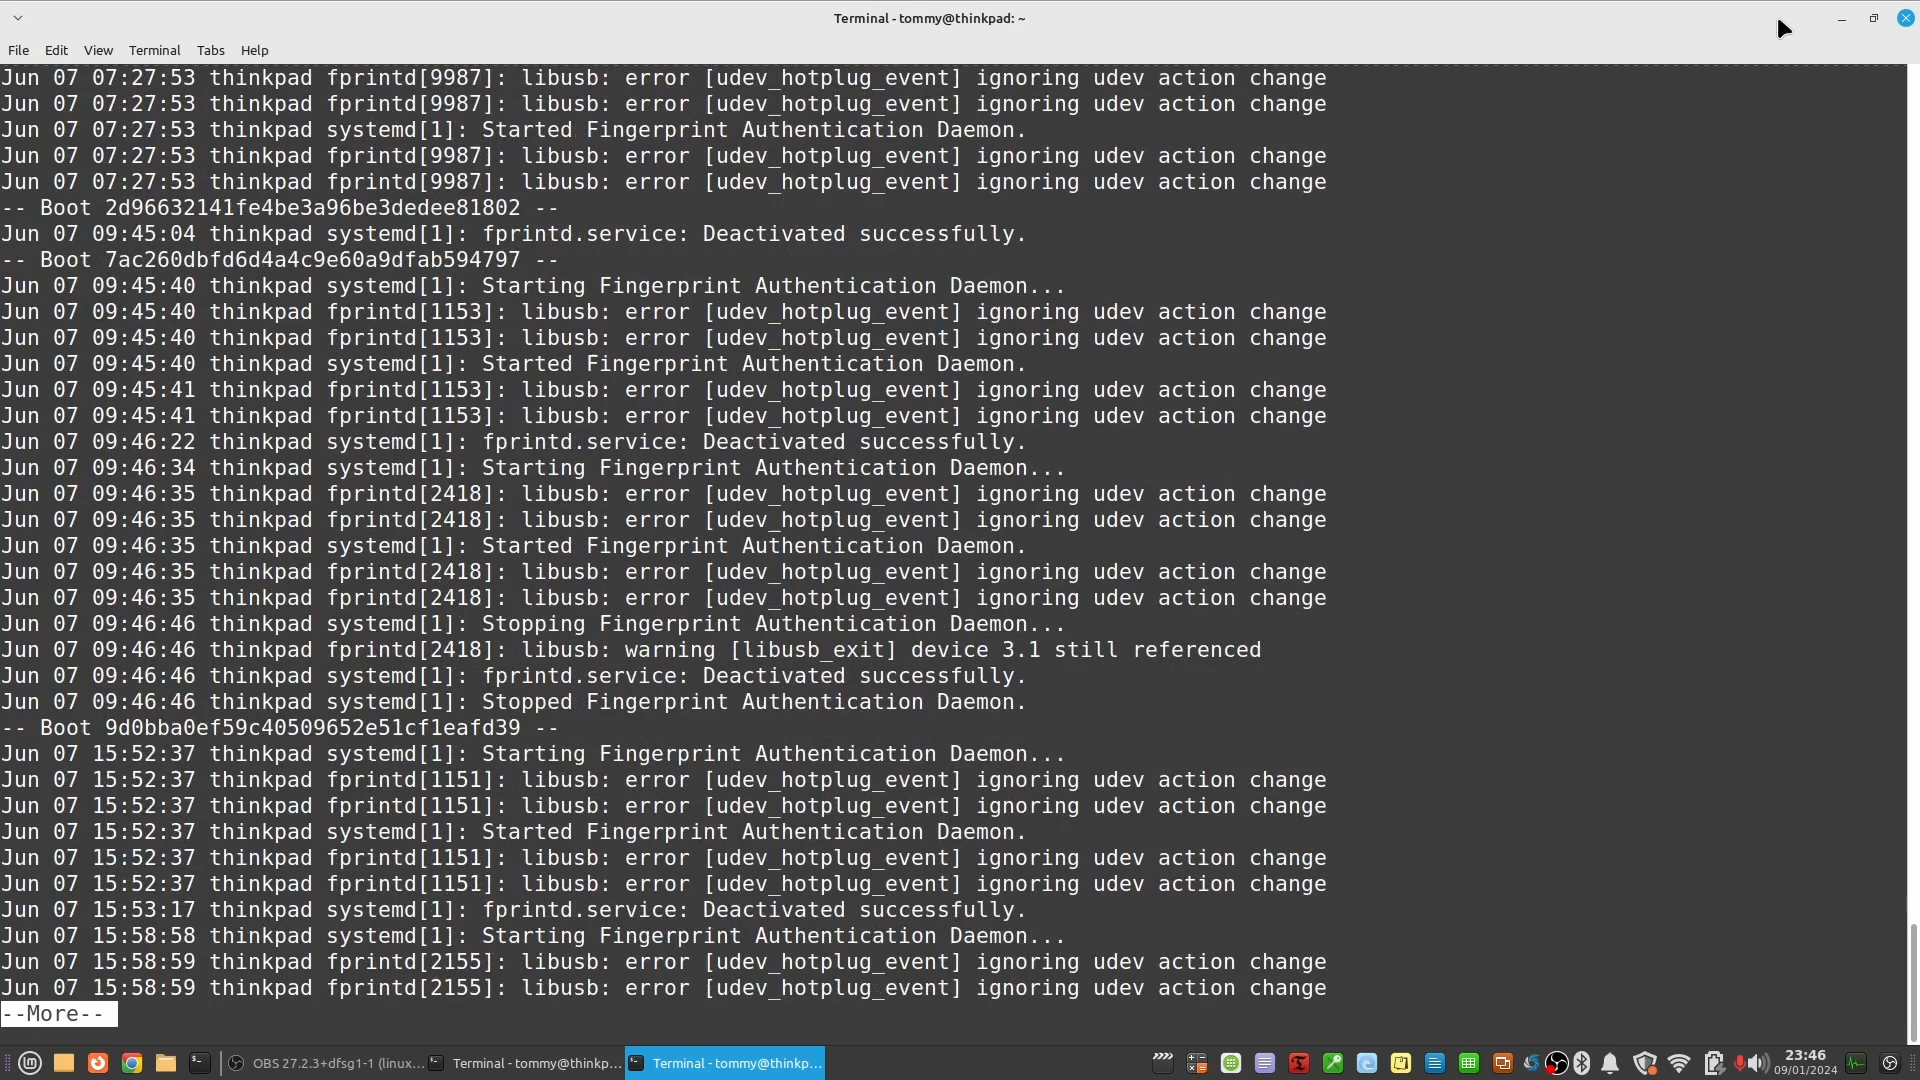 Terminal - tommy@thinkpad: ~
File Edit View Terminal Tabs Help
Jun 07 07:27:53 thinkpad fprintd[9987]: libusb: error [udev_hotplug_event] ignoring udev action change
Jun 07 07:27:53 thinkpad fprintd[9987]: libusb: error [udev_hotplug_event] ignoring udev action change
Jun 07 07:27:53 thinkpad systemd[1]: Started Fingerprint Authentication Daemon.
Jun 07 07:27:53 thinkpad fprintd[9987]: libusb: error [udev_hotplug_event] ignoring udev action change
Jun 07 07:27:53 thinkpad fprintd[9987]: libusb: error [udev_hotplug_event] ignoring udev action change
-- Boot 2d96632141fe4be3a96be3dedee81802 --
Jun 07 09:45:04 thinkpad systemd[1]: fprintd.service: Deactivated successfully.
-- Boot 7ac260dbfd6d4a4c9e60a9dfab594797 --
Jun 07 09:45:40 thinkpad systemd[1]: Starting Fingerprint Authentication Daemon...
Jun 07 09:45:40 thinkpad fprintd[1153]: libusb: error [udev_hotplug_event] ignoring udev action change
Jun 07 09:45:40 thinkpad fprintd[1153]: libusb: error [udev_hotplug_event] ignoring udev action change
Jun 07 09:45:40 thinkpad systemd[1]: Started Fingerprint Authentication Daemon.
Jun 07 09:45:41 thinkpad fprintd[1153]: libusb: error [udev_hotplug_event] ignoring udev action change
Jun 07 09:45:41 thinkpad fprintd[1153]: libusb: error [udev_hotplug_event] ignoring udev action change
Jun 07 09:46:22 thinkpad systemd[1]: fprintd.service: Deactivated successfully.
Jun 07 09:46:34 thinkpad systemd[1]: Starting Fingerprint Authentication Daemon...
Jun 07 09:46:35 thinkpad fprintd[2418]: libusb: error [udev_hotplug_event] ignoring udev action change
Jun 07 09:46:35 thinkpad fprintd[2418]: libusb: error [udev_hotplug_event] ignoring udev action change
Jun 07 09:46:35 thinkpad systemd[1]: Started Fingerprint Authentication Daemon.
Jun 07 09:46:35 thinkpad fprintd[2418]: libusb: error [udev_hotplug_event] ignoring udev action change
Jun 07 09:46:35 thinkpad fprintd[2418]: libusb: error [udev_hotplug_event] ignoring udev action change
Jun 07 09:46:46 thinkpad systemd[1]: Stopping Fingerprint Authentication Daemon...
Jun 07 09:46:46 thinkpad fprintd[2418]: libusb: warning [libusb_exit] device 3.1 still referenced
Jun 07 09:46:46 thinkpad systemd[1]: fprintd.service: Deactivated successfully.
Jun 07 09:46:46 thinkpad systemd[1]: Stopped Fingerprint Authentication Daemon.
-- Boot 9d0bba0ef59c40509652e51cf1eafd39 --
Jun 07 15:52:37 thinkpad systemd[1]: Starting Fingerprint Authentication Daemon...
Jun 07 15:52:37 thinkpad fprintd[1151]: libusb: error [udev_hotplug_event] ignoring udev action change
Jun 07 15:52:37 thinkpad fprintd[1151]: libusb: error [udev_hotplug_event] ignoring udev action change
Jun 07 15:52:37 thinkpad systemd[1]: Started Fingerprint Authentication Daemon.
Jun 07 15:52:37 thinkpad fprintd[1151]: libusb: error [udev_hotplug_event] ignoring udev action change
Jun 07 15:52:37 thinkpad fprintd[1151]: libusb: error [udev_hotplug_event] ignoring udev action change
Jun 07 15:53:17 thinkpad systemd[1]: fprintd.service: Deactivated successfully.
Jun 07 15:58:58 thinkpad systemd[1]: Starting Fingerprint Authentication Daemon...
Jun 07 15:58:59 thinkpad fprintd[2155]: libusb: error [udev_hotplug_event] ignoring udev action change
Jun 07 15:58:59 thinkpad fprintd[2155]: libusb: error [udev_hotplug_event] ignoring udev action change
--More--
OBS 27.2.3+dfsg1-1 (linux... Terminal - tommy@thinkp... Terminal - tommy@thinkp... 23:46
09/01/2024